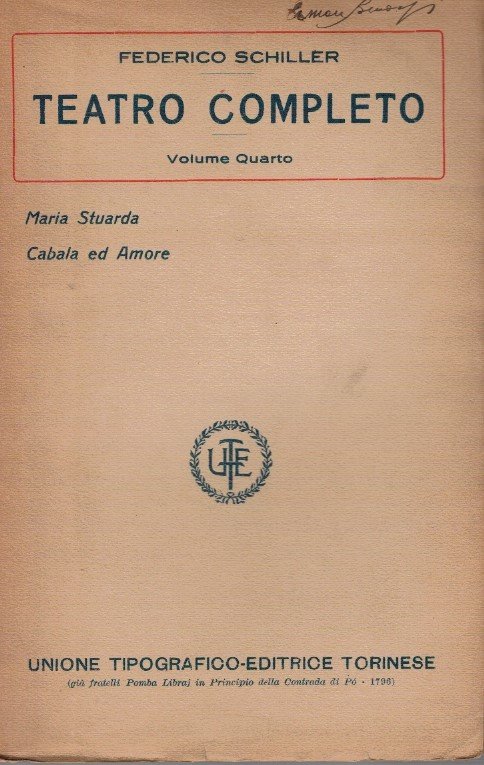 FEDERICO SCHILLER
TEATRO COMPLETO
Volume Quarto
Maria Stuarda
Cabala ed Amore
UTE
UNIONE TIPOGRAFICO-EDITRICE TORINESE
(già fratelli Pomba Libraj in Principio della Contrada di Pò - 1796)